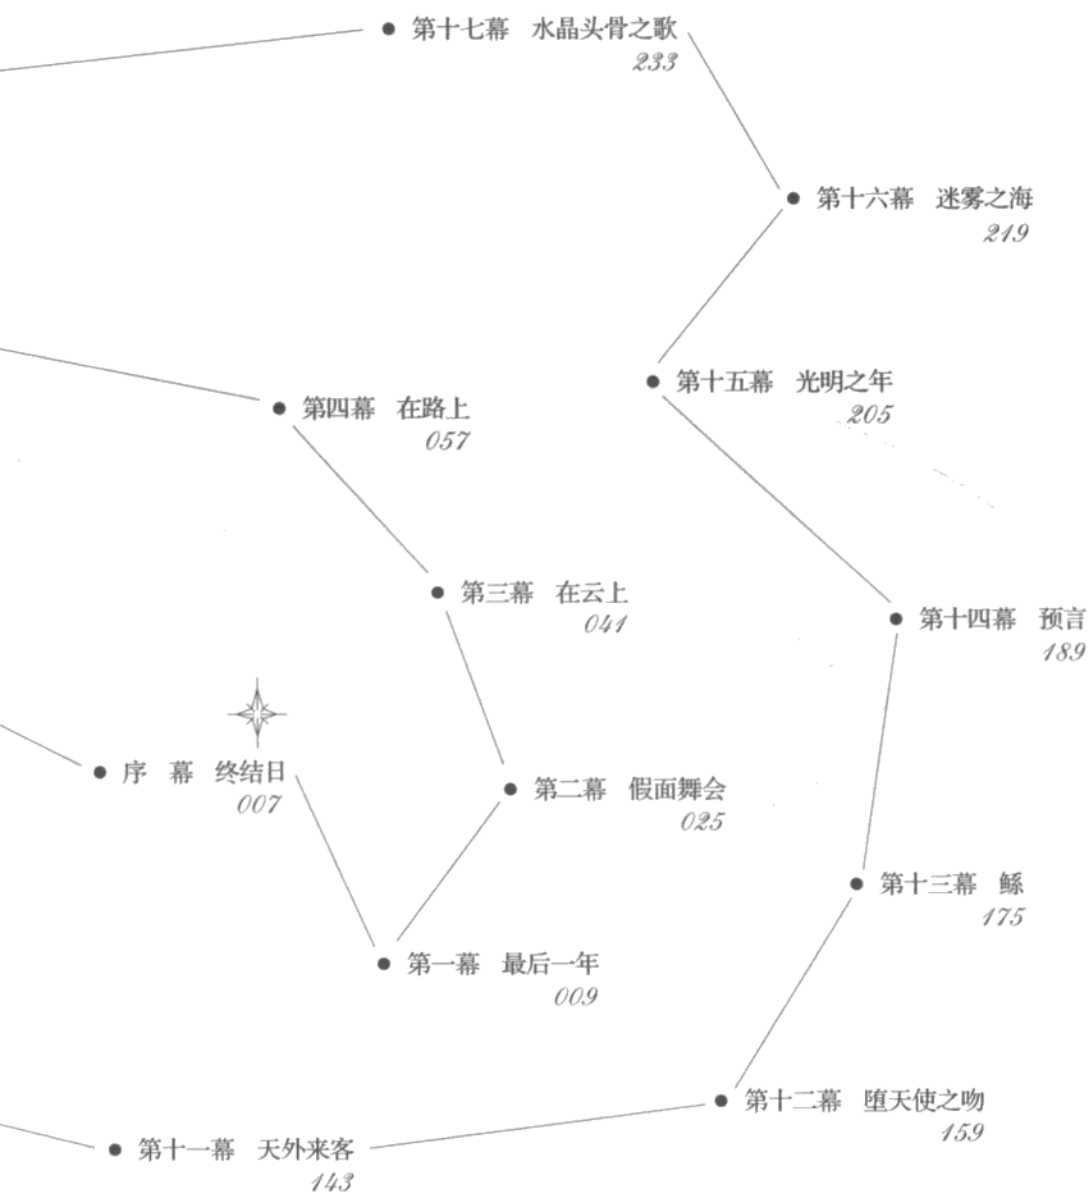 第十七幕 水晶头骨之歌
233
第十六幕 迷雾之海
219
第十五幕 光明之年
205
第四幕 在路上
057
第三幕 在云上
041
第十四幕 预言
189
序 幕 终结日
007
第二幕 假面舞会
025
第十三幕 鲧
175
第一幕 最后一年
009
第十二幕 堕天使之吻
159
第十一幕 天外来客
143